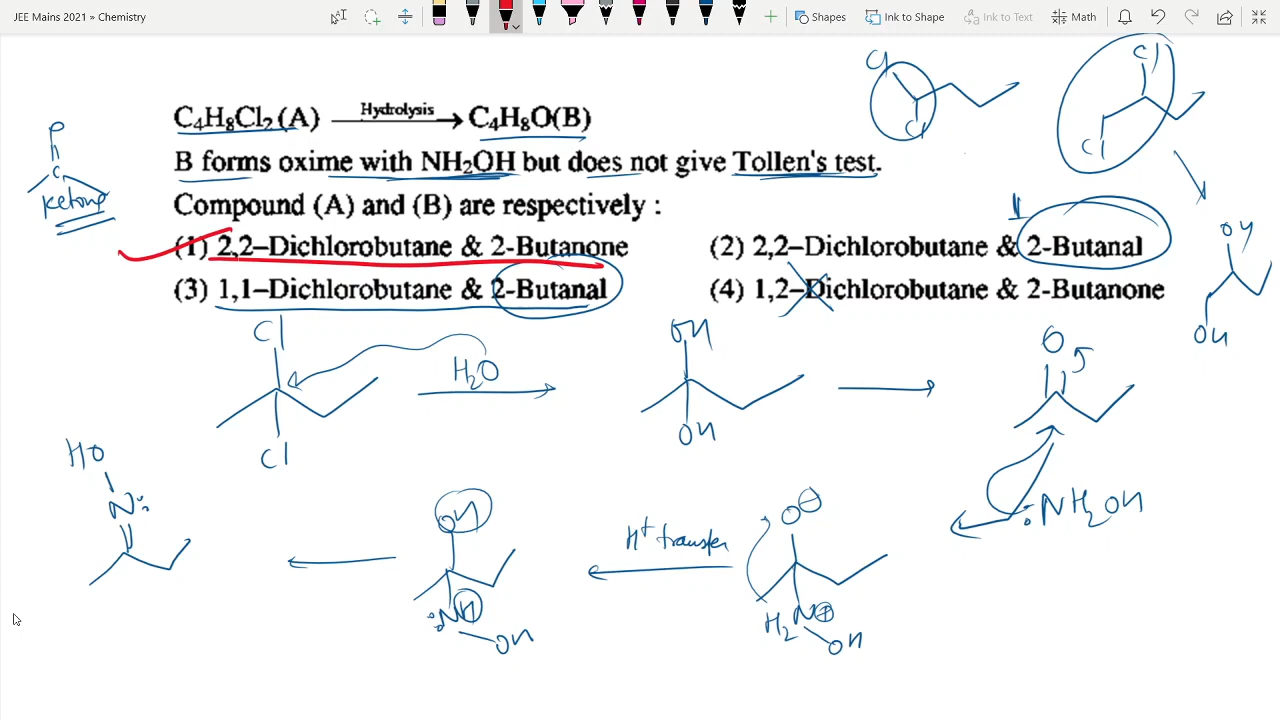 JEE Mains 2021 » Chemistry
Shapes
Ink to Shape
Ink to Text
Math
Cl
Cl
Cl
Cl
C₄H₈Cl₂ (A) Hydrolysis → C₄H₈O(B)
B forms oxime with NH₂OH but does not give Tollen's test.
Compound (A) and (B) are respectively :
(1) 2,2–Dichlorobutane & 2-Butanone
(2) 2,2–Dichlorobutane & 2-Butanal
(3) 1,1–Dichlorobutane & 2-Butanal
(4) 1,2–Dichlorobutane & 2-Butanone
C
ketone
OH
OH
Cl
Cl
H₂O
OH
OH
O
:NH₂OH
HO
N:
OH
:NH
OH
H⁺ transfer
O⊖
H₂N⊕
OH